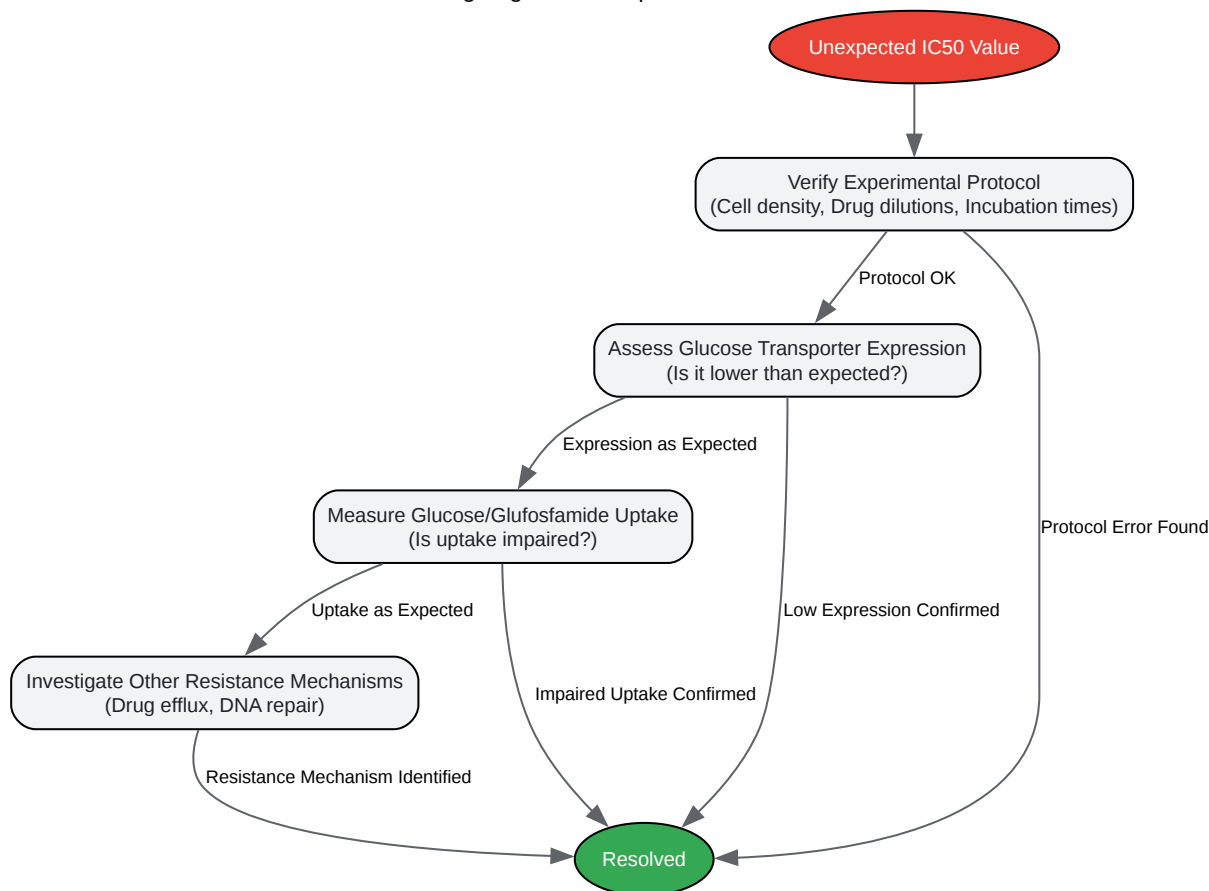 Unexpected IC50 Value
Verify Experimental Protocol
(Cell density, Drug dilutions, Incubation times)
Protocol OK
Assess Glucose Transporter Expression
(Is it lower than expected?)
Expression as Expected
Measure Glucose/Glufosfamide Uptake
(Is uptake impaired?)
Protocol Error Found
Uptake as Expected
Low Expression Confirmed
Investigate Other Resistance Mechanisms
(Drug efflux, DNA repair)
Impaired Uptake Confirmed
Resistance Mechanism Identified
Resolved